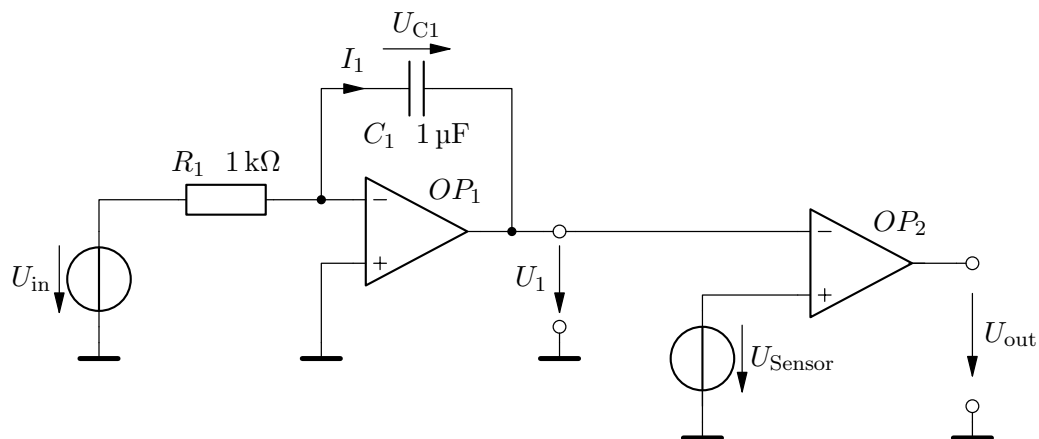 U_C1
I_1
C_1 1 µF
R_1 1 kΩ
OP_1
−
+
U_in
U_1
OP_2
−
+
U_Sensor
U_out